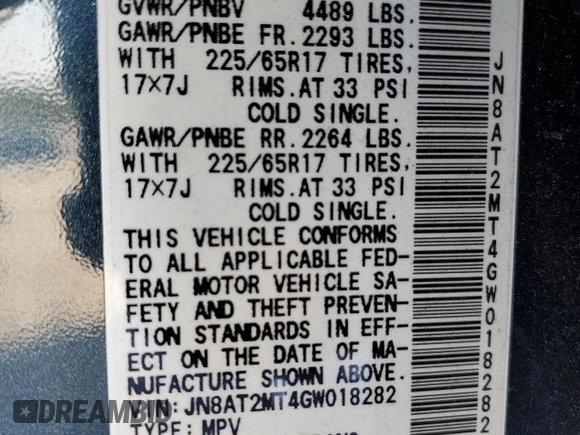 GVWR/PNBV 4489 LBS.
GAWR/PNBE FR. 2293 LBS.
WITH 225/65R17 TIRES,
17×7J RIMS. AT 33 PSI
COLD SINGLE.
GAWR/PNBE RR. 2264 LBS.
WITH 225/65R17 TIRES,
17×7J RIMS. AT 33 PSI
COLD SINGLE.
THIS VEHICLE CONFORMS
TO ALL APPLICABLE FED-
ERAL MOTOR VEHICLE SA-
FETY AND THEFT PREVEN-
TION STANDARDS IN EFF-
ECT ON THE DATE OF MA-
NUFACTURE SHOWN ABOVE.
VIN: JN8AT2MT4GW018282
TYPE: MPV
JN8AT2MT4GW018282
EPICVIN